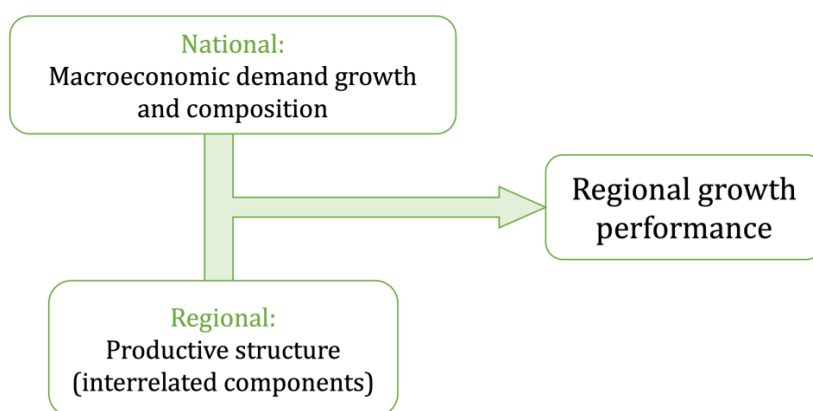 National:
Macroeconomic demand growth
and composition
Regional growth
performance
Regional:
Productive structure
(interrelated components)